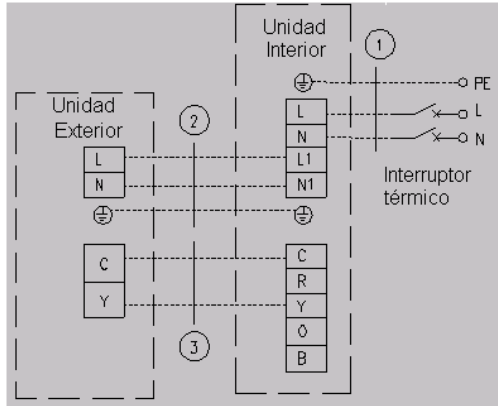 Unidad
Interior
1
PE
Unidad
Exterior
2
L
L
N
N
L
L1
N
N1
Interruptor
térmico
C
C
R
Y
Y
O
B
3